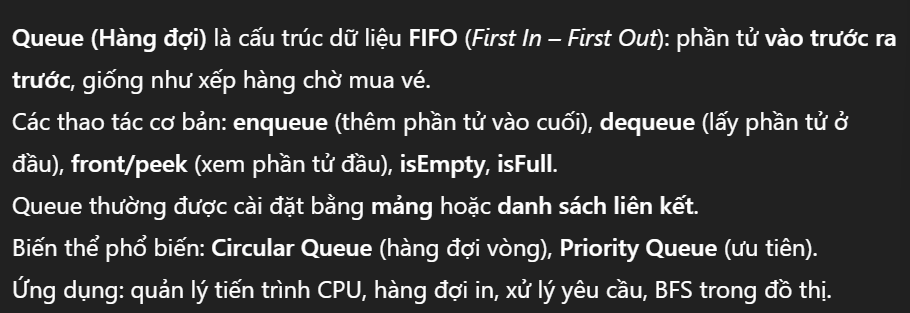 Queue (Hàng đợi) là cấu trúc dữ liệu FIFO (First In – First Out): phần tử vào trước ra
trước, giống như xếp hàng chờ mua vé.
Các thao tác cơ bản: enqueue (thêm phần tử vào cuối), dequeue (lấy phần tử ở
đầu), front/peek (xem phần tử đầu), isEmpty, isFull.
Queue thường được cài đặt bằng mảng hoặc danh sách liên kết.
Biến thể phổ biến: Circular Queue (hàng đợi vòng), Priority Queue (ưu tiên).
Ứng dụng: quản lý tiến trình CPU, hàng đợi in, xử lý yêu cầu, BFS trong đồ thị.